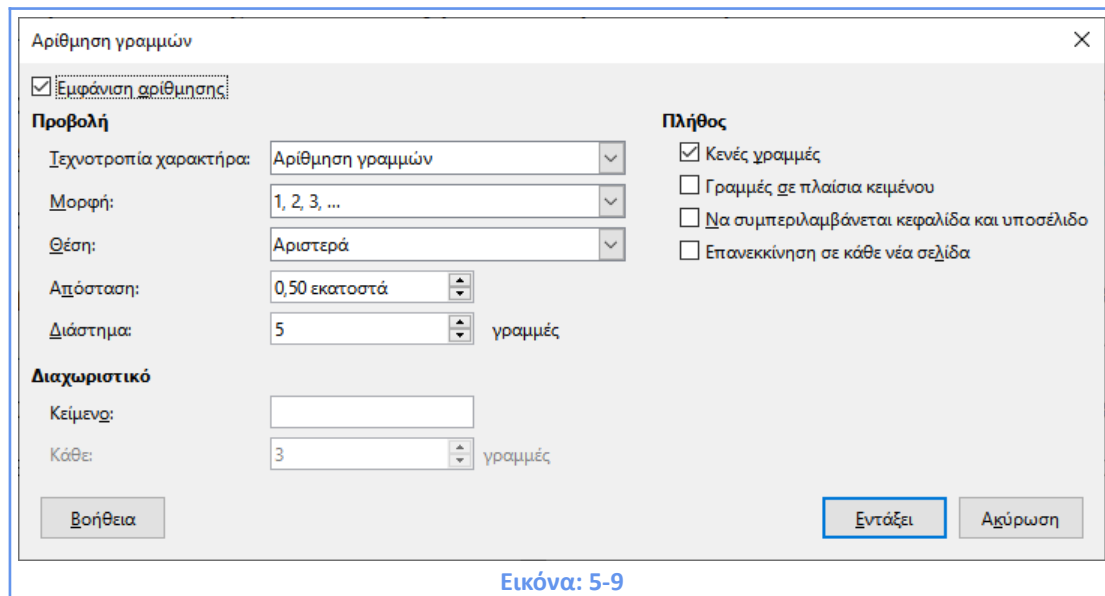 Αρίθμηση γραμμών
Εμφάνιση αρίθμησης
Προβολή
Τεχνοτροπία χαρακτήρα: Αρίθμηση γραμμών
Μορφή: 1, 2, 3, ...
Θέση: Αριστερά
Απόσταση: 0,50 εκατοστά
Διάστημα: 5 γραμμές
Διαχωριστικό
Κείμενο:
Κάθε: 3 γραμμές
Πλήθος
Κενές γραμμές
Γραμμές σε πλαίσια κειμένου
Να συμπεριλαμβάνεται κεφαλίδα και υποσέλιδο
Επανεκκίνηση σε κάθε νέα σελίδα
Βοήθεια Εντάξει Ακύρωση
Εικόνα: 5-9